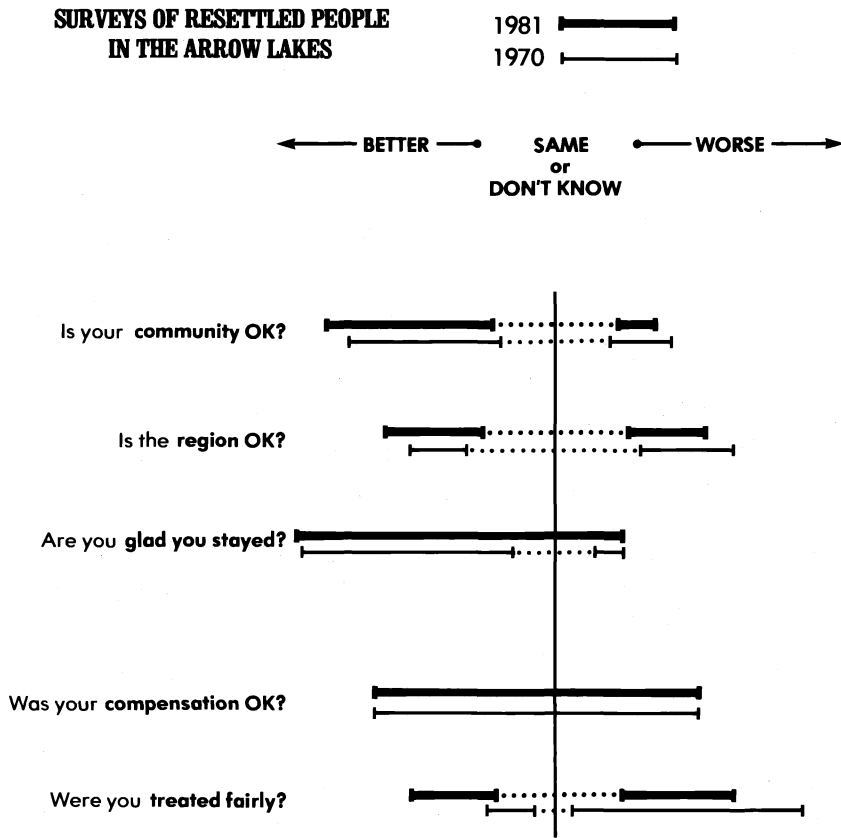 SURVEYS OF RESETTLED PEOPLE
IN THE ARROW LAKES
1981
1970
BETTER
SAME
or
DON'T KNOW
WORSE
Is your community OK?
Is the region OK?
Are you glad you stayed?
Was your compensation OK?
Were you treated fairly?